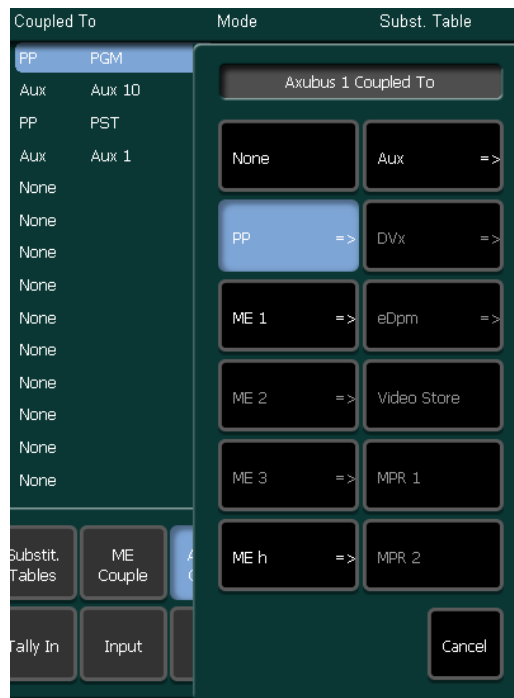 Coupled To Mode Subst. Table
PP PGM
Aux Aux 10
PP PST
Aux Aux 1
None
None
None
None
None
None
None
None
None
None
Axubus 1 Coupled To
None Aux =>
PP => DVx =>
ME 1 => eDpm =>
ME 2 => Video Store
ME 3 => MPR 1
ME h => MPR 2
Cancel
Substit. ME
Tables Couple
Tally In Input